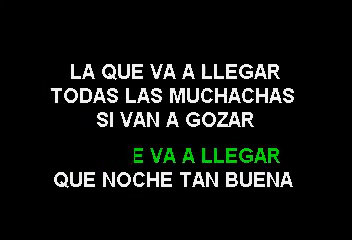 LA QUE VA A LLEGAR
TODAS LAS MUCHACHAS
SI VAN A GOZAR
E VA A LLEGAR
QUE NOCHE TAN BUENA